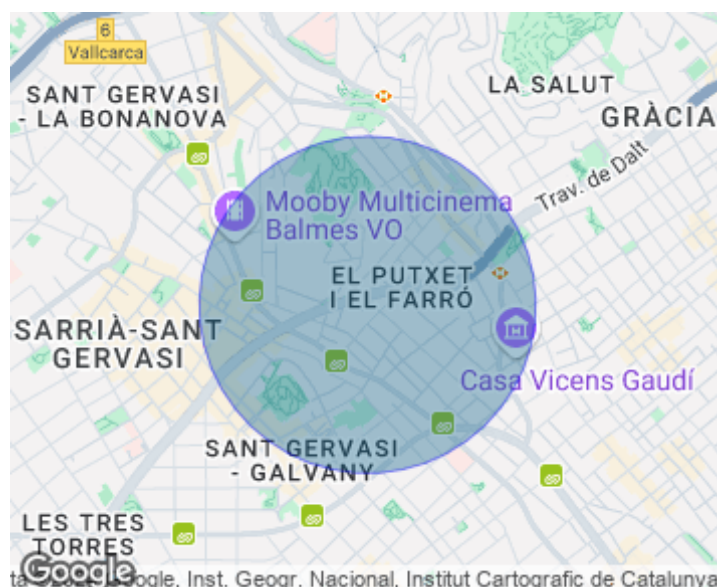 6
Vallcarca
SANT GERVASI
- LA BONANOVA
LA SALUT
GRÀCIA
Trav. de Dalt
Mooby Multicinema
Balmes VO
EL PUTXET
I EL FARRÓ
SARRIÀ-SANT
GERVASI
Casa Vicens Gaudí
SANT GERVASI
- GALVANY
LES TRES
TORRES
Google
Google, Inst. Geogr. Nacional, Institut Cartografic de Catalunya